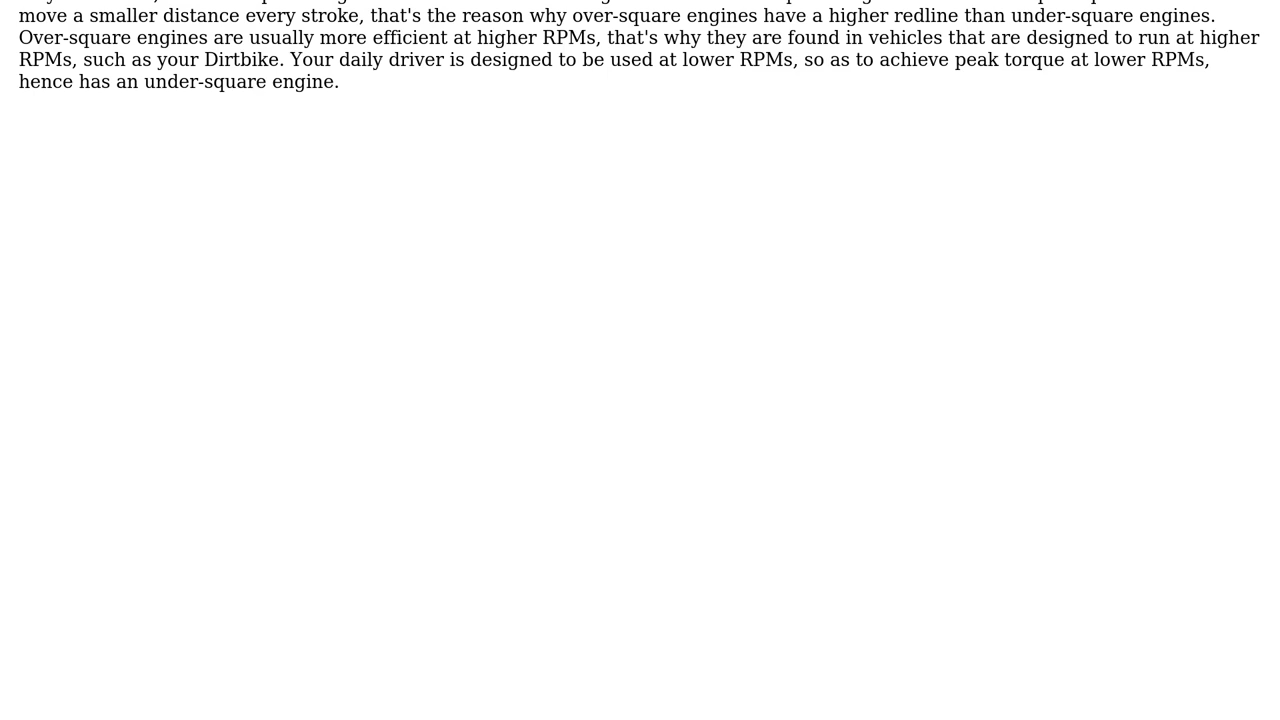 move a smaller distance every stroke, that's the reason why over-square engines have a higher redline than under-square engines.
Over-square engines are usually more efficient at higher RPMs, that's why they are found in vehicles that are designed to run at higher
RPMs, such as your Dirtbike. Your daily driver is designed to be used at lower RPMs, so as to achieve peak torque at lower RPMs,
hence has an under-square engine.